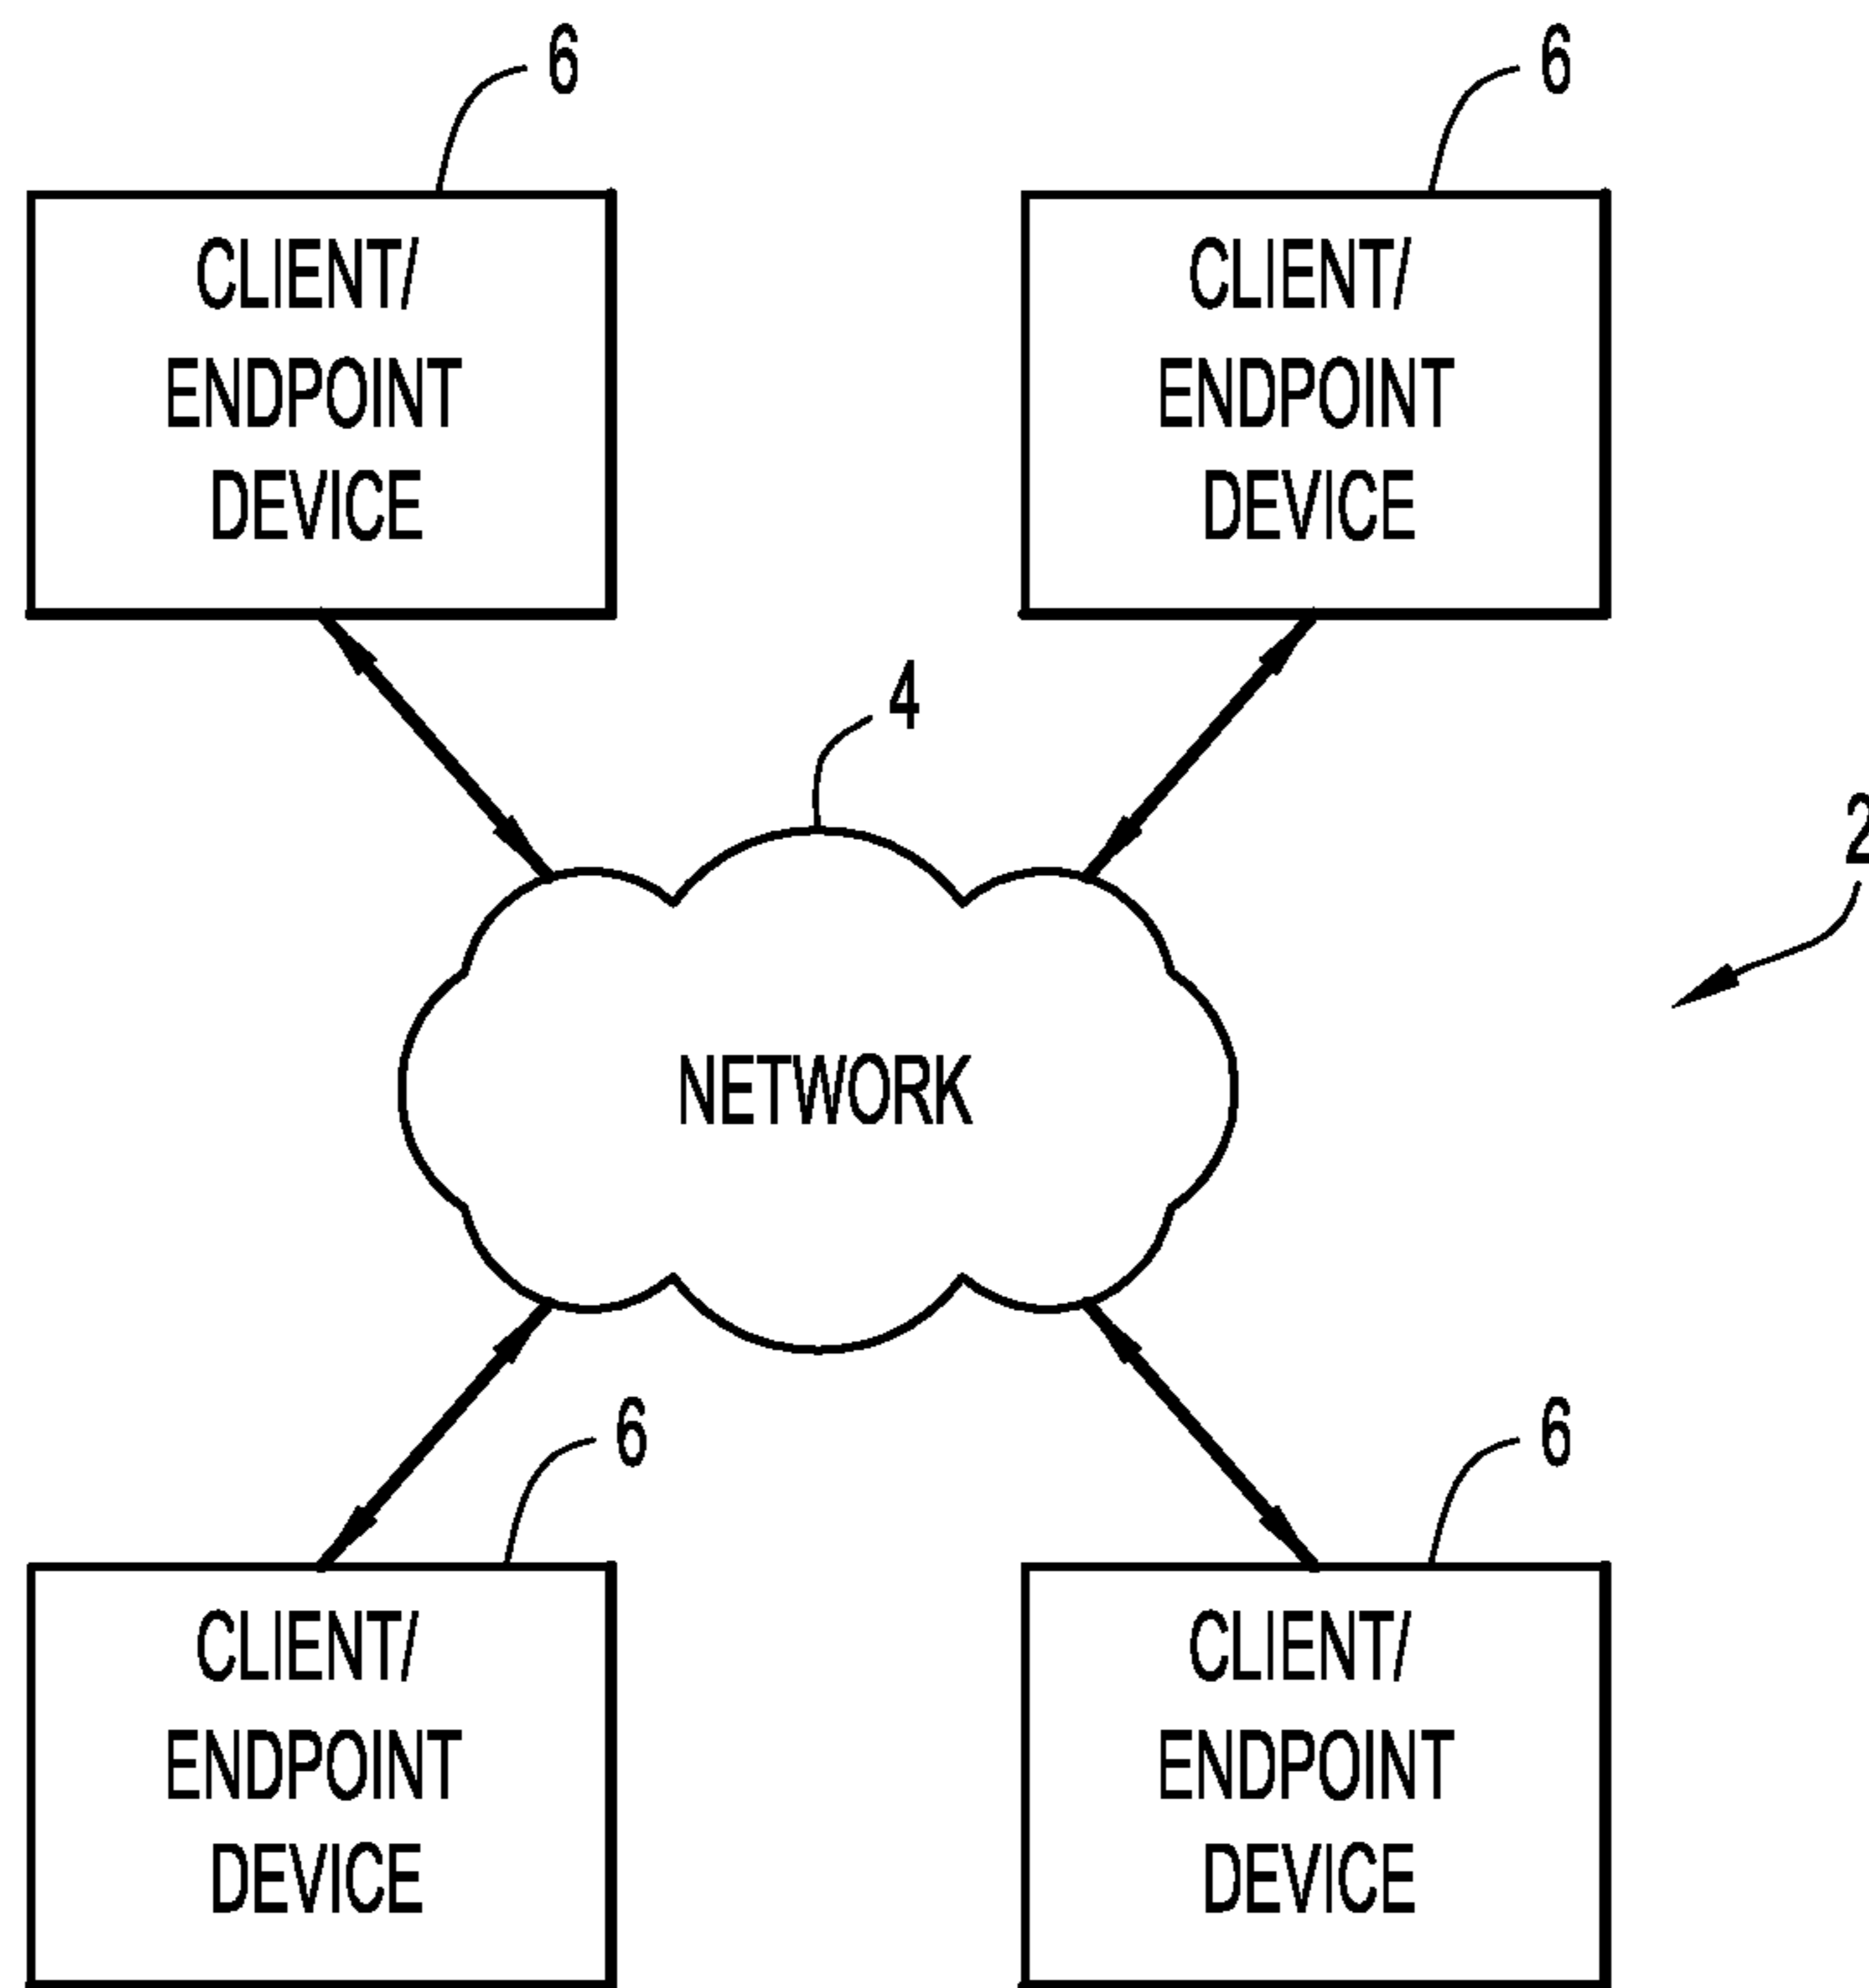 6
6
CLIENT/
ENDPOINT
DEVICE
CLIENT/
ENDPOINT
DEVICE
4
2
NETWORK
6
6
CLIENT/
ENDPOINT
DEVICE
CLIENT/
ENDPOINT
DEVICE